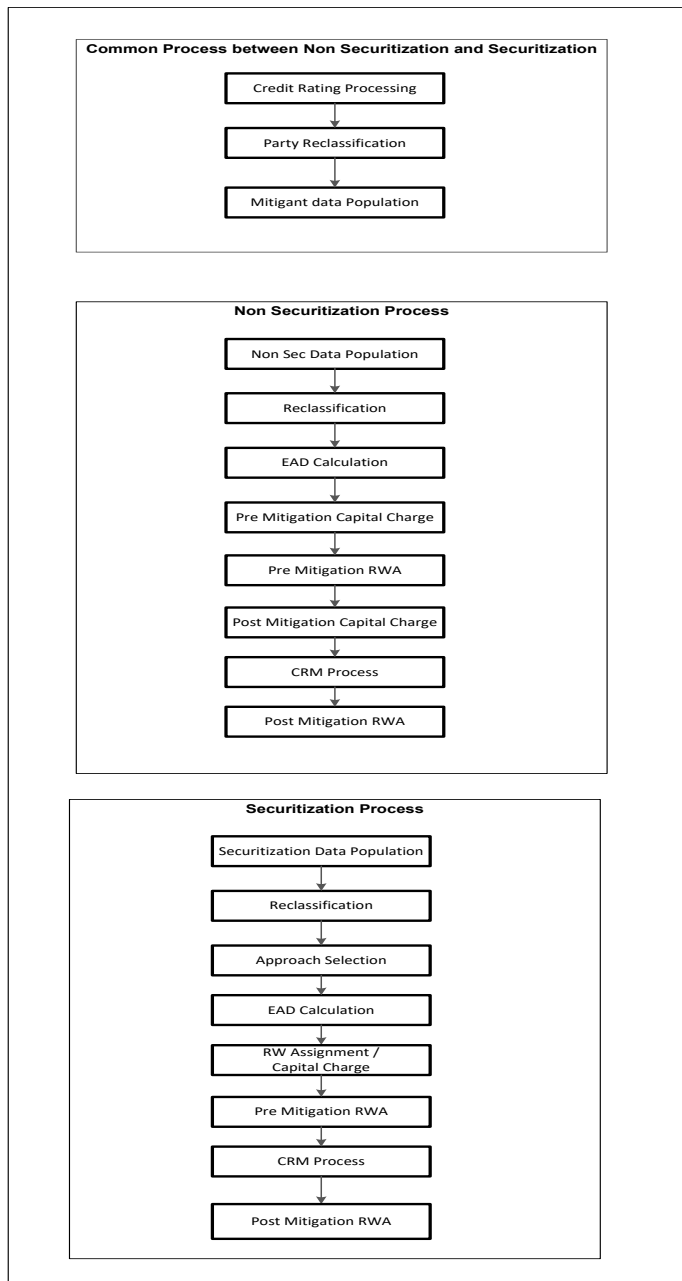 Common Process between Non Securitization and Securitization
Credit Rating Processing
Party Reclassification
Mitigant data Population
Non Securitization Process
Non Sec Data Population
Reclassification
EAD Calculation
Pre Mitigation Capital Charge
Pre Mitigation RWA
Post Mitigation Capital Charge
CRM Process
Post Mitigation RWA
Securitization Process
Securitization Data Population
Reclassification
Approach Selection
EAD Calculation
RW Assignment /
Capital Charge
Pre Mitigation RWA
CRM Process
Post Mitigation RWA